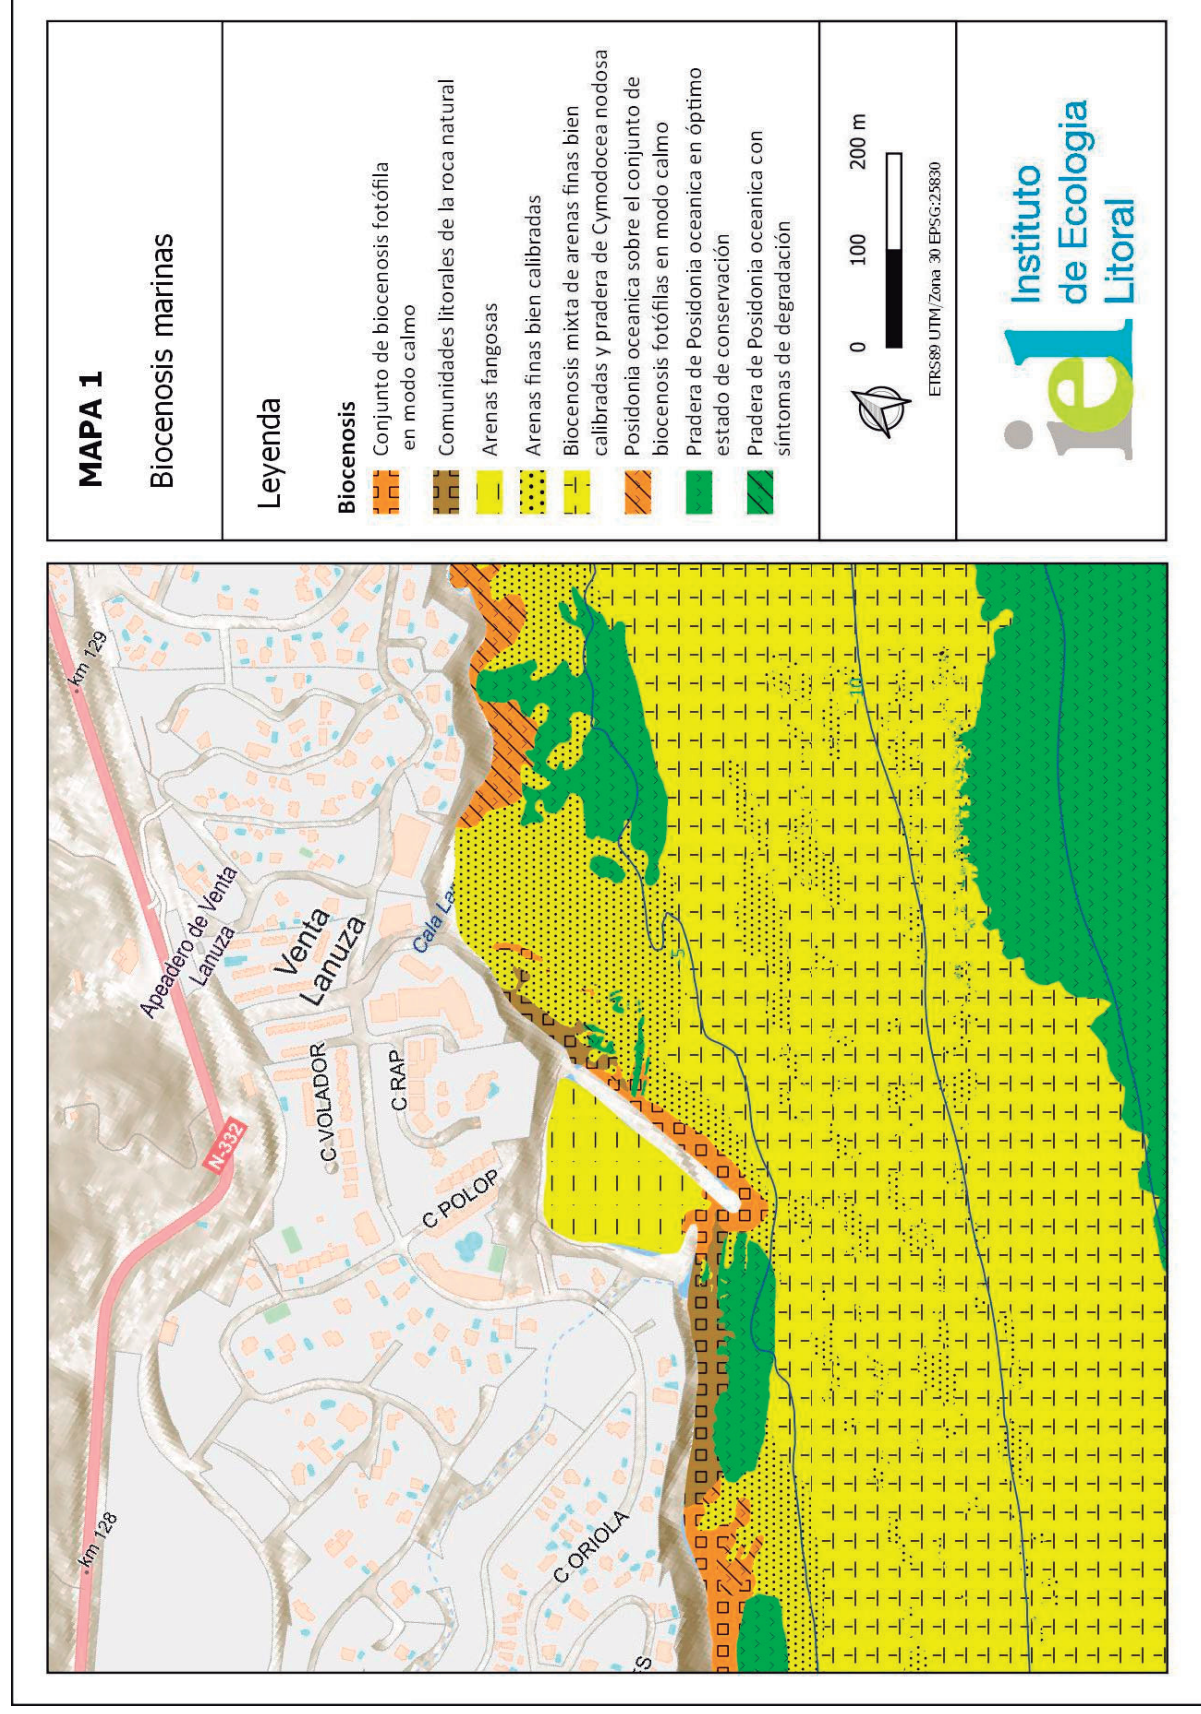 MAPA 1
Biocenosis marinas
Leyenda
Biocenosis
Conjunto de biocenosis fotófila
en modo calmo
Comunidades litorales de la roca natural
Arenas fangosas
Arenas finas bien calibradas
Biocenosis mixta de arenas finas bien
calibradas y pradera de Cymodocea nodosa
Posidonia oceanica sobre el conjunto de
biocenosis fotófilas en modo calmo
Pradera de Posidonia oceanica en óptimo
estado de conservación
Pradera de Posidonia oceanica con
síntomas de degradación
0 100 200 m
ETRS89 UTM/Zona 30 EPSG:25830
iel
Instituto
de Ecologia
Litoral
km 128
N-332
km 129
Apeadero de Venta
Lanuza
Venta
Lanuza
C VOLADOR
C RAP
C POLOP
C ORIOLA
Cala La
ES
5
10